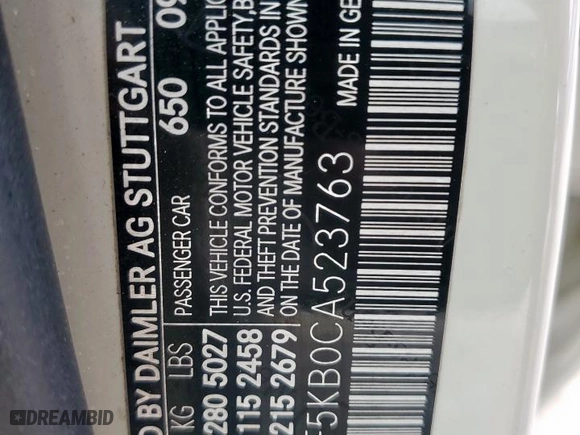 D BY DAIMLER AG STUTTGART
650 09
KG LBS PASSENGER CAR
280 5027 THIS VEHICLE CONFORMS TO ALL APPLIC
115 2458 U.S. FEDERAL MOTOR VEHICLE SAFETY,B
215 2679 AND THEFT PREVENTION STANDARDS IN
ON THE DATE OF MANUFACTURE SHOWN
MADE IN GE
5KB0CA523763
DREAMBID